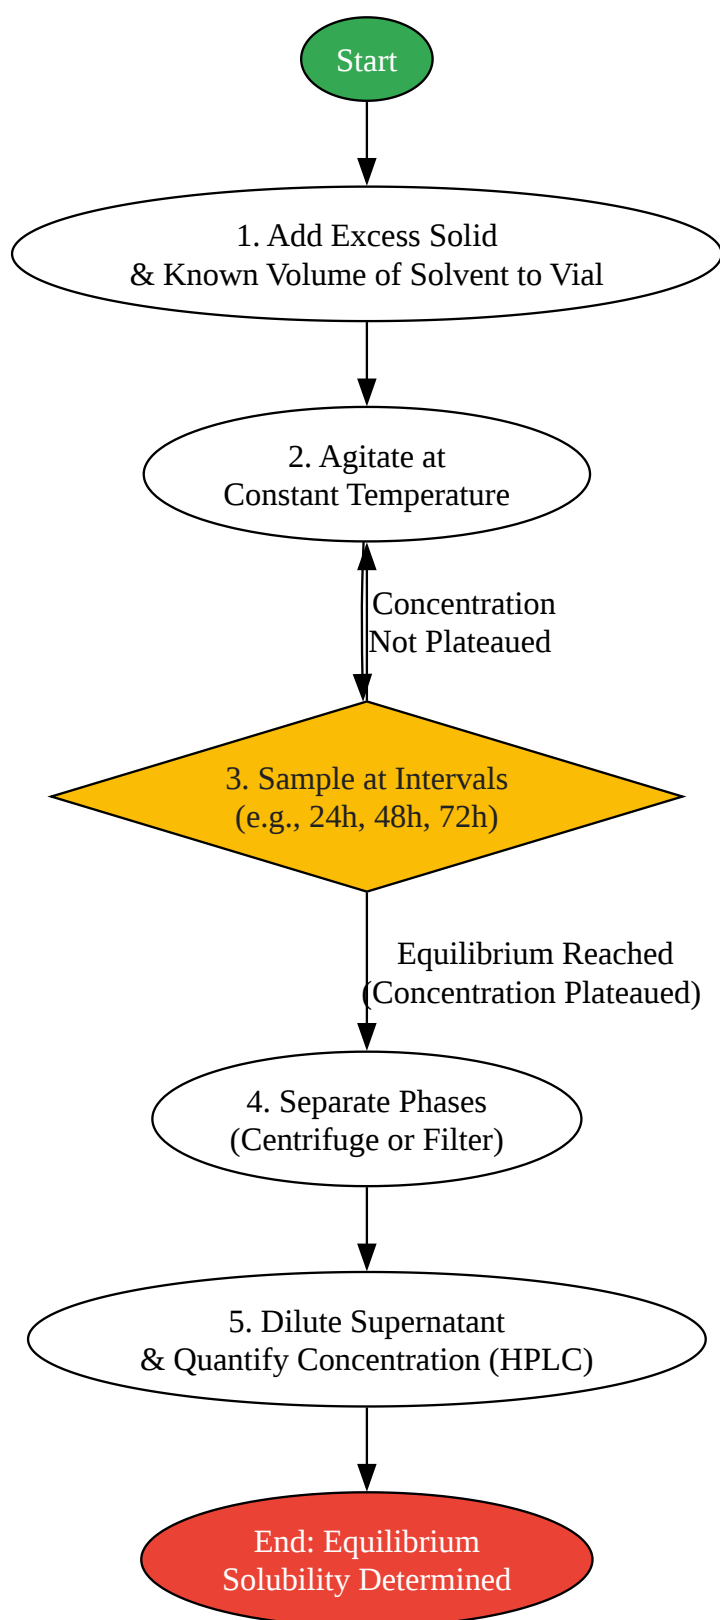 Start
1. Add Excess Solid
& Known Volume of Solvent to Vial
2. Agitate at
Constant Temperature
Concentration
Not Plateaued
3. Sample at Intervals
(e.g., 24h, 48h, 72h)
Equilibrium Reached
(Concentration Plateaued)
4. Separate Phases
(Centrifuge or Filter)
5. Dilute Supernatant
& Quantify Concentration (HPLC)
End: Equilibrium
Solubility Determined